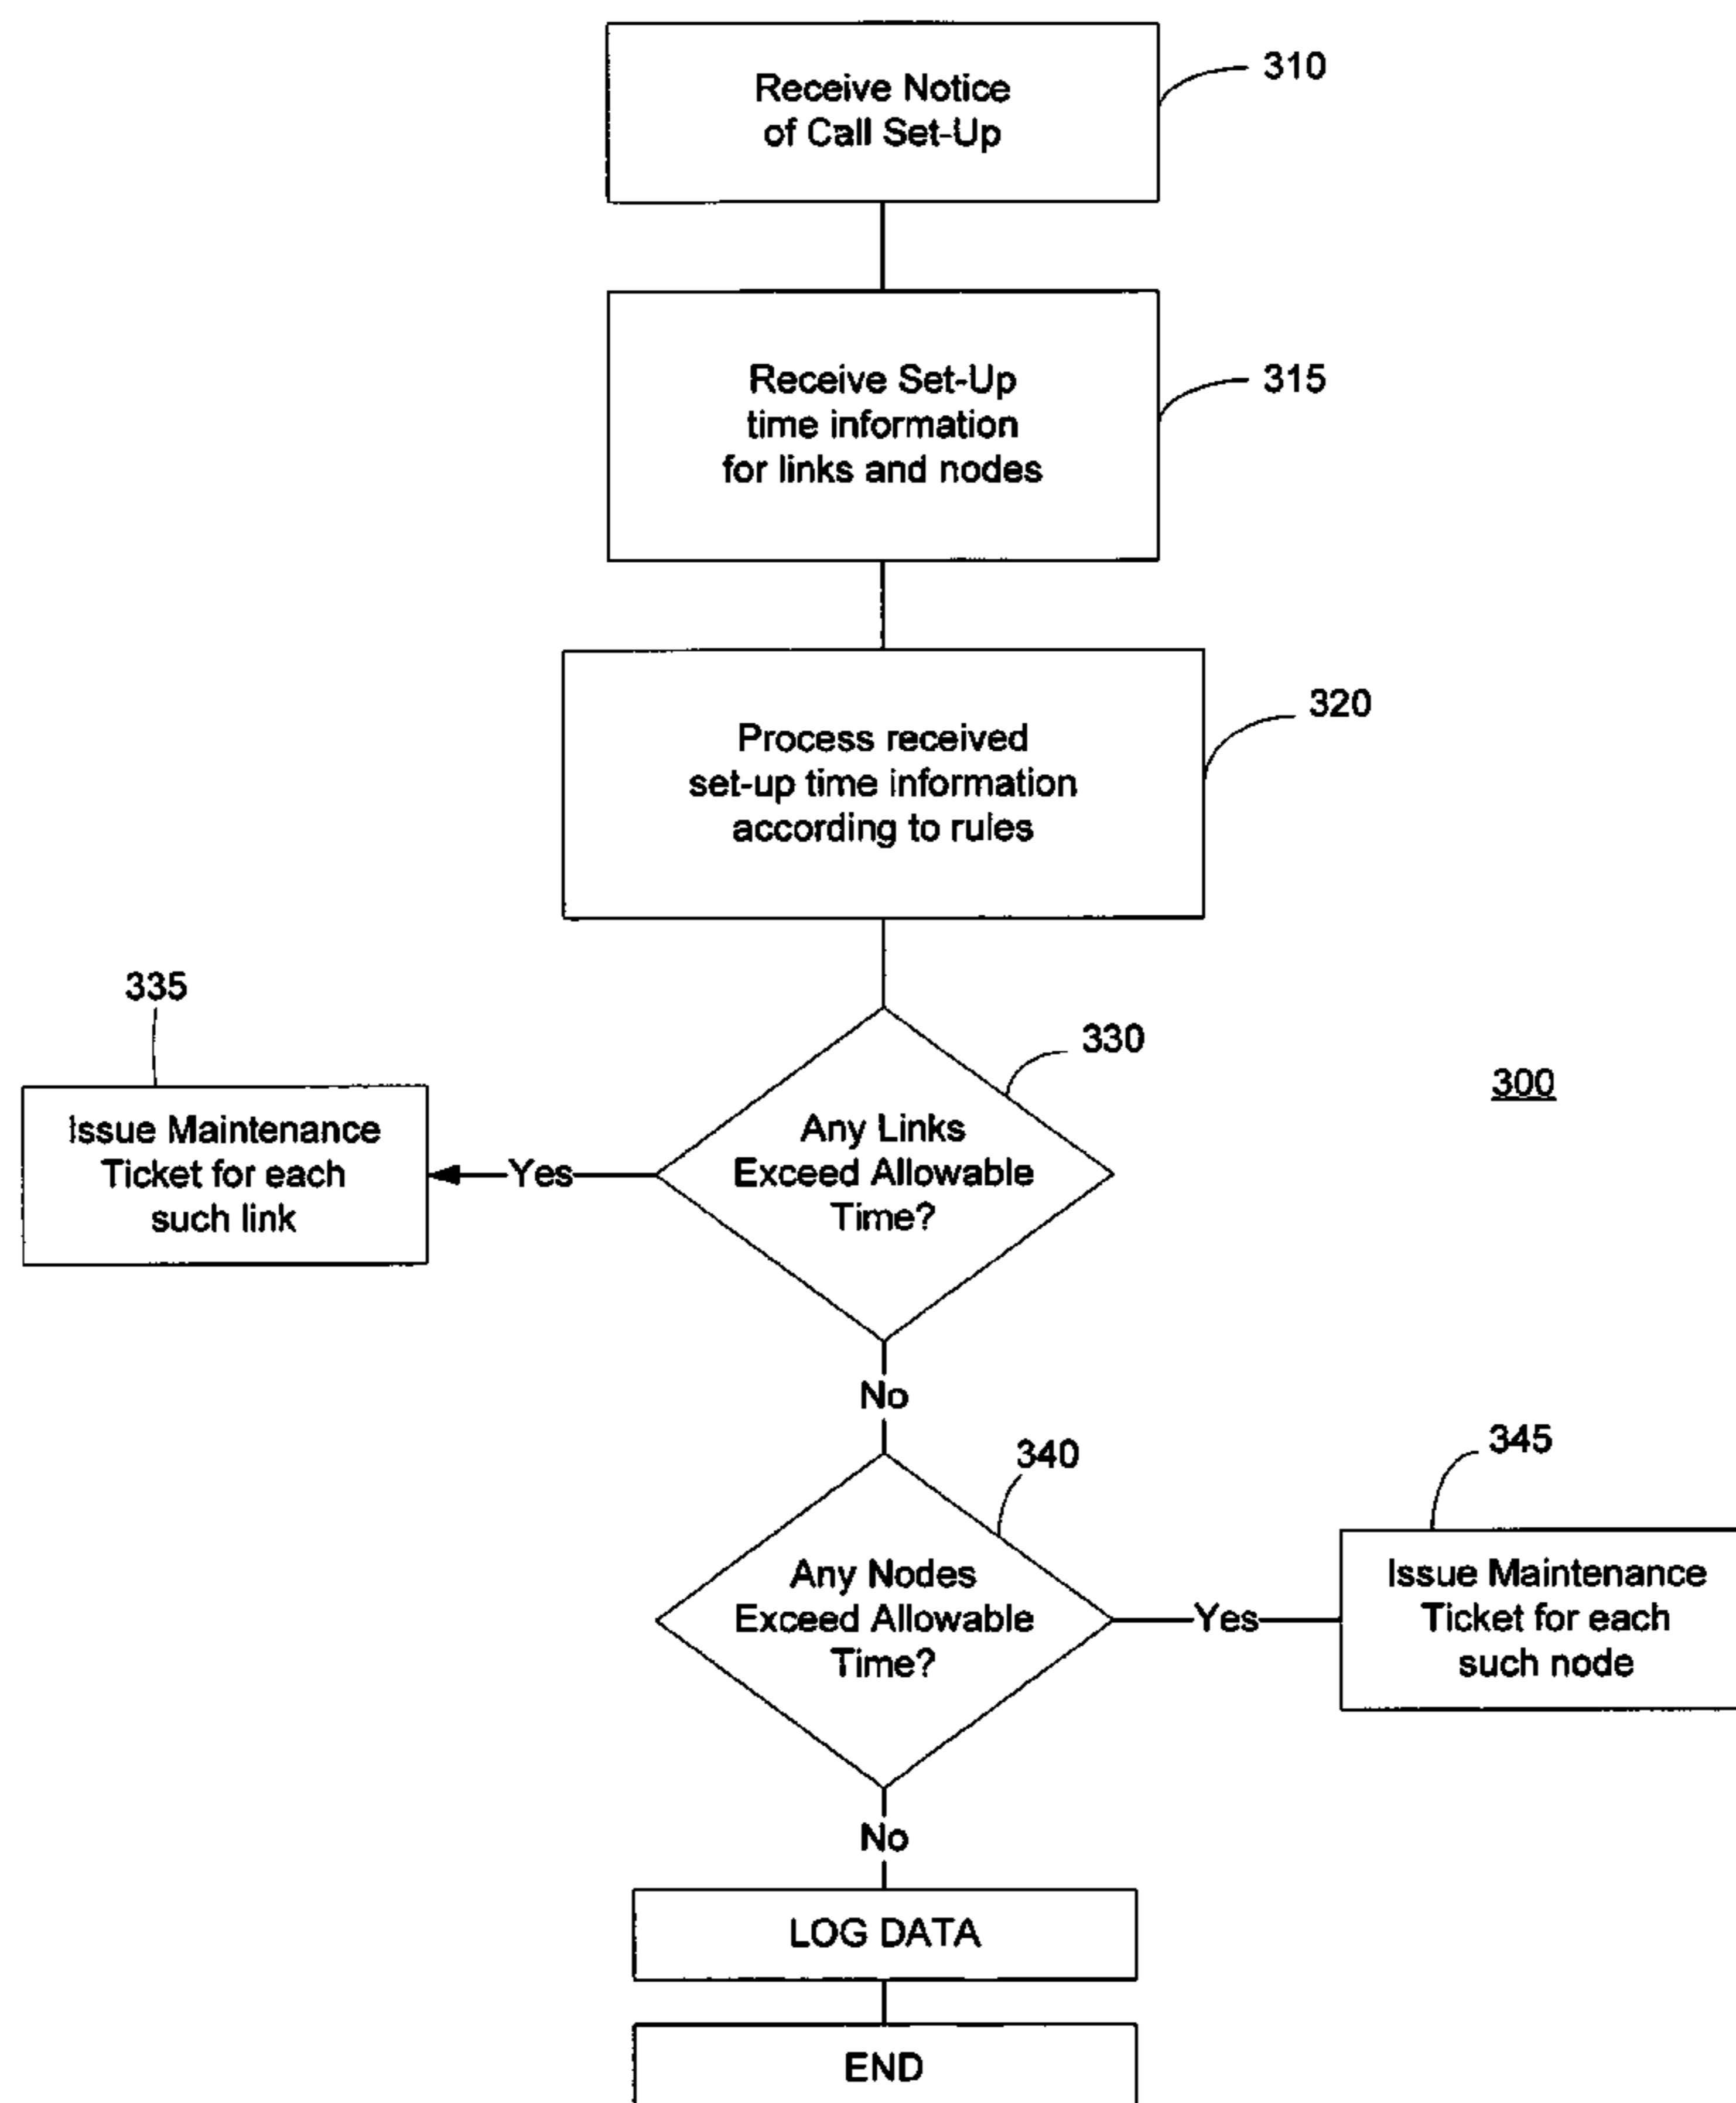 Receive Notice
of Call Set-Up
310
Receive Set-Up
time information
for links and nodes
315
Process received
set-up time information
according to rules
320
335
330
300
Issue Maintenance
Ticket for each
such link
Yes
Any Links
Exceed Allowable
Time?
No
340
345
Any Nodes
Exceed Allowable
Time?
Yes
Issue Maintenance
Ticket for each
such node
No
LOG DATA
END